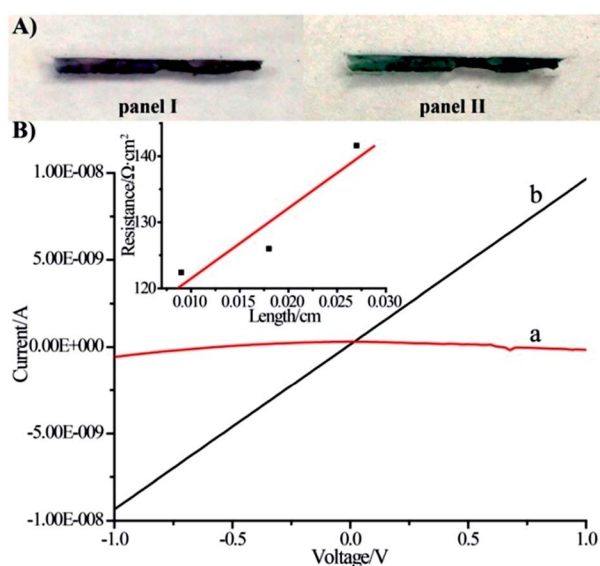 A)
panel I
panel II
B)
Resistance/Ω·cm²
140
130
120
0.010
0.015
0.020
0.025
0.030
Length/cm
b
a
Current/A
1.00E-008
5.00E-009
0.00E+000
-5.00E-009
-1.00E-008
-1.0
-0.5
0.0
0.5
1.0
Voltage/V